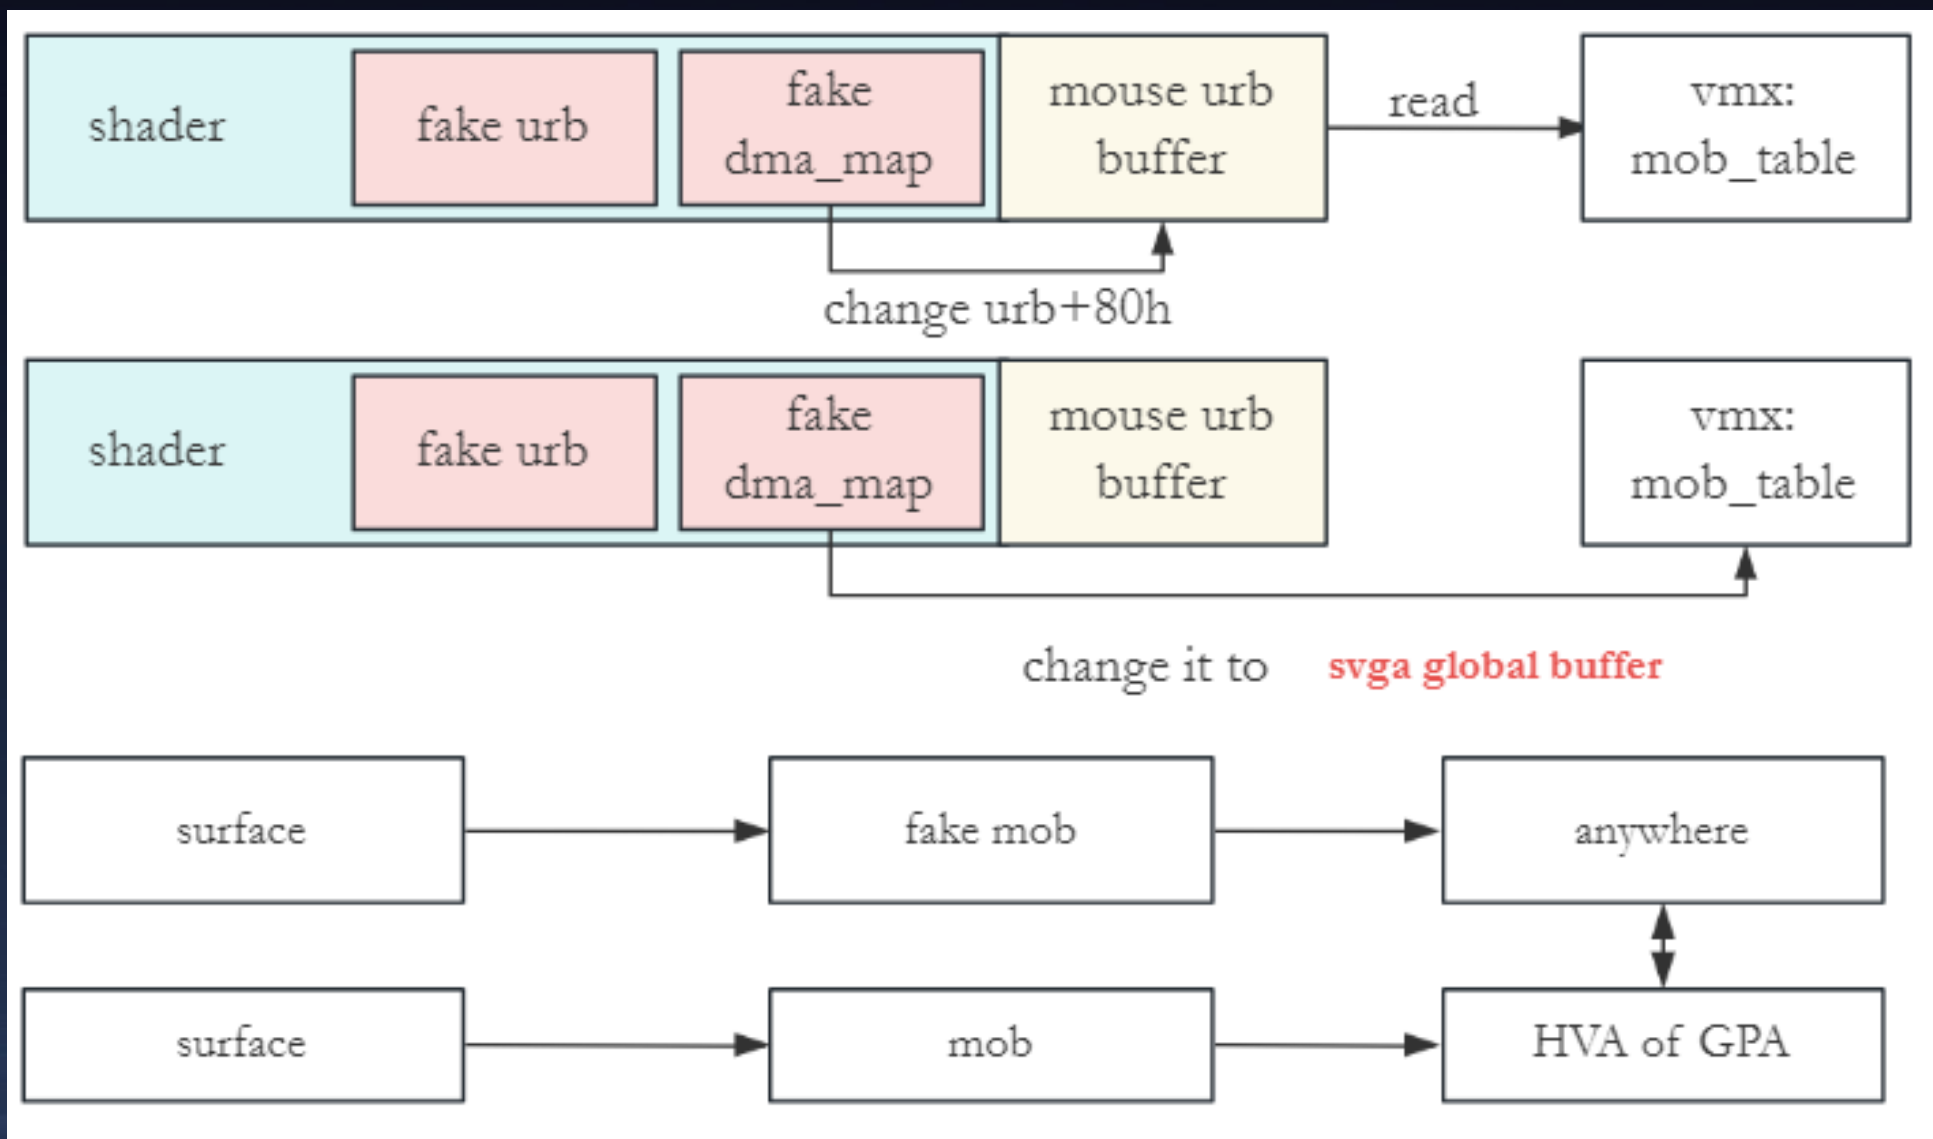 shader
fake urb
fake
dma_map
mouse urb
buffer
read
vmx:
mob_table
change urb+80h
shader
fake urb
fake
dma_map
mouse urb
buffer
vmx:
mob_table
change it to svga global buffer
surface
fake mob
anywhere
surface
mob
HVA of GPA